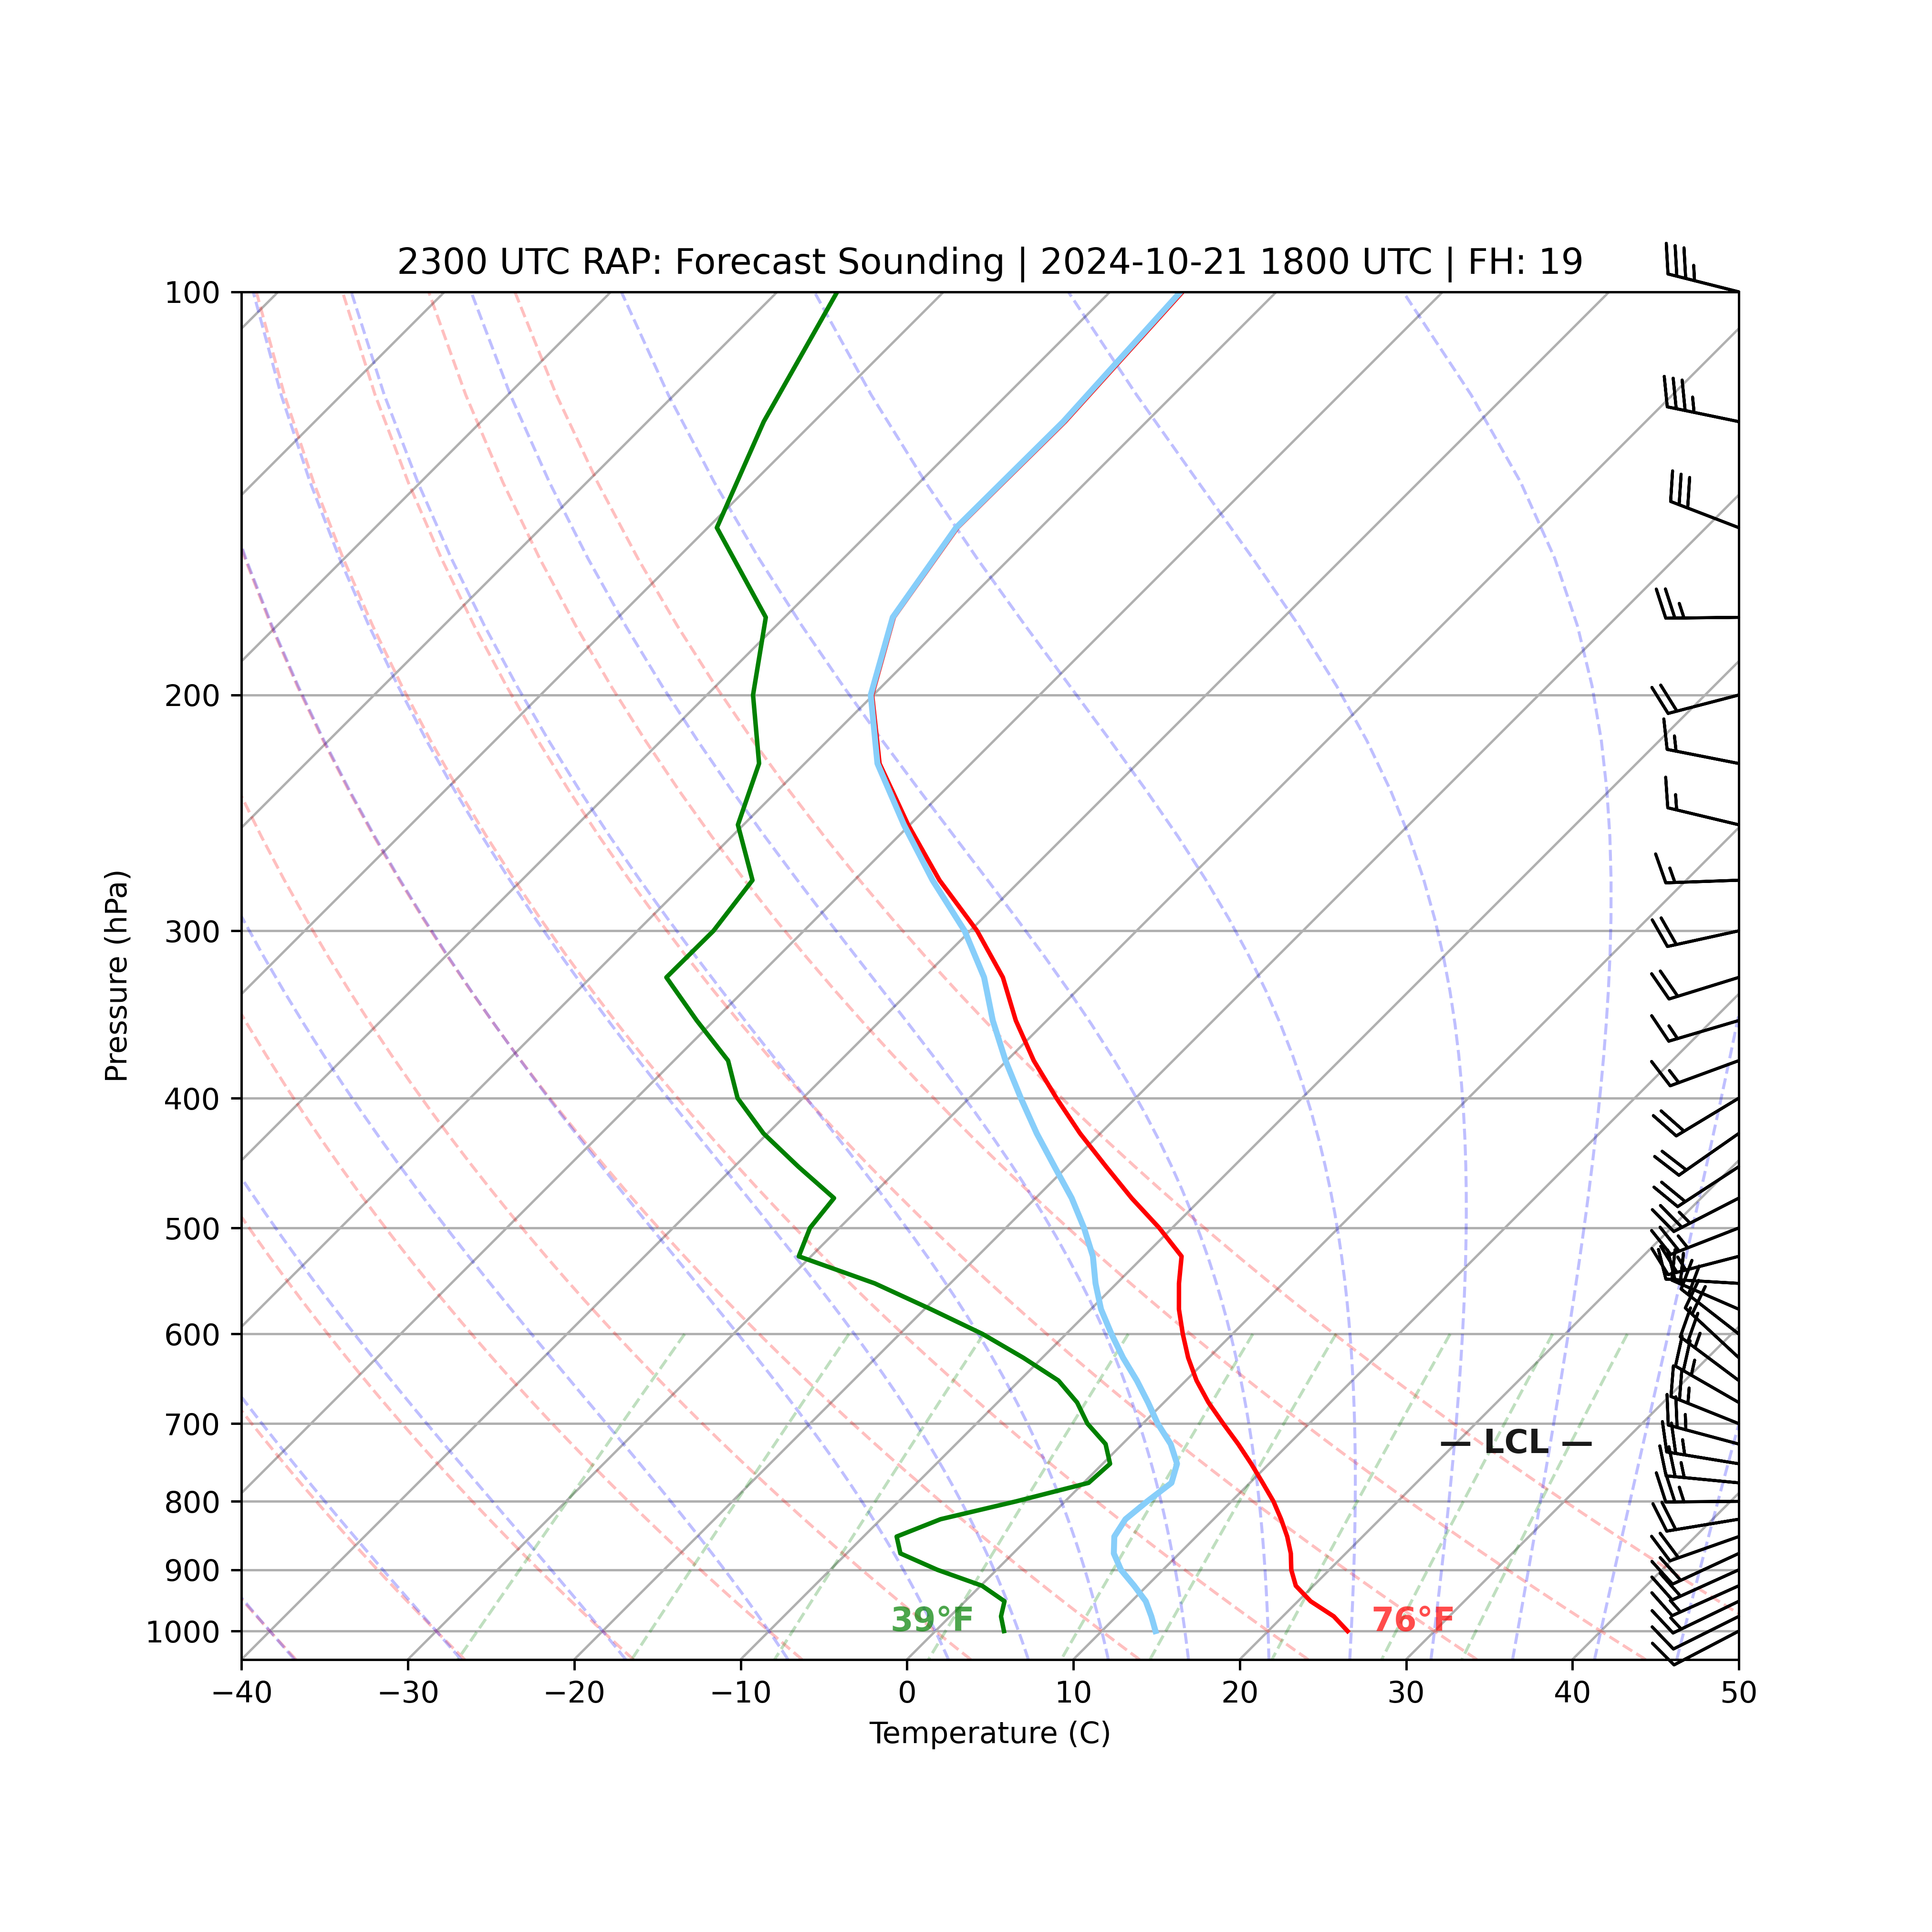 2300 UTC RAP: Forecast Sounding | 2024-10-21 1800 UTC | FH: 19
100
200
300
400
500
600
700
800
900
1000
Pressure (hPa)
— LCL —
39°F
76°F
−40 −30 −20 −10 0 10 20 30 40 50
Temperature (C)